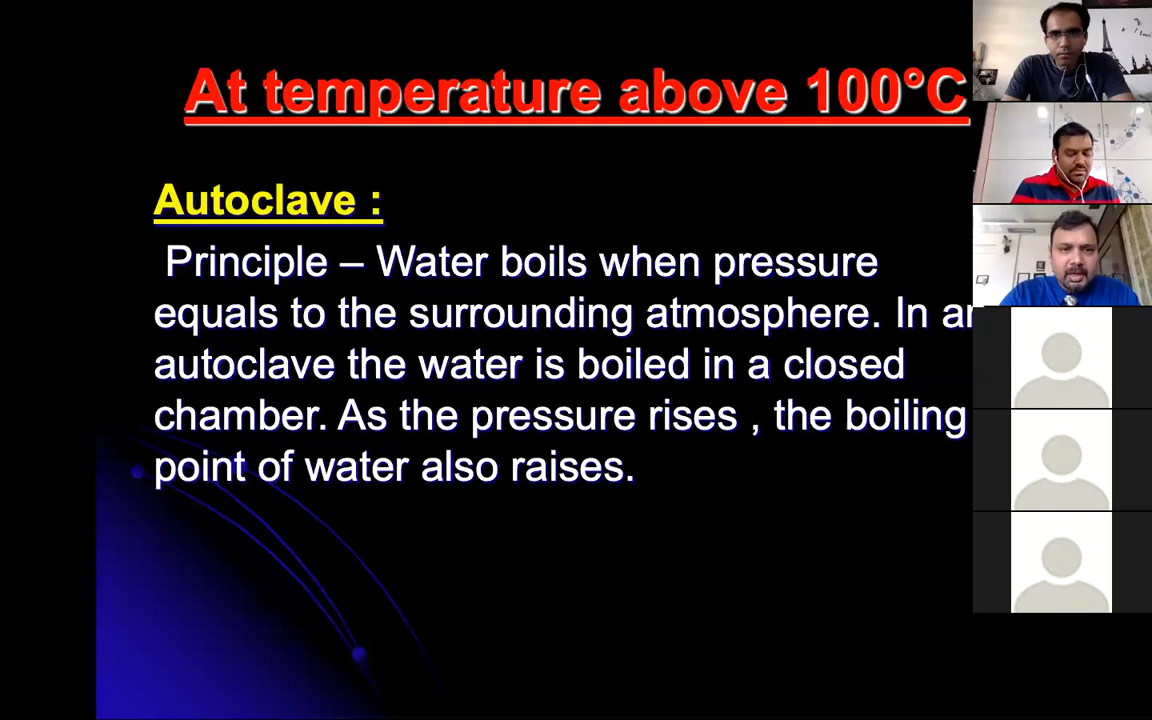 At temperature above 100°C
Autoclave :
Principle – Water boils when pressure
equals to the surrounding atmosphere. In
autoclave the water is boiled in a closed
chamber. As the pressure rises , the boiling
point of water also raises.